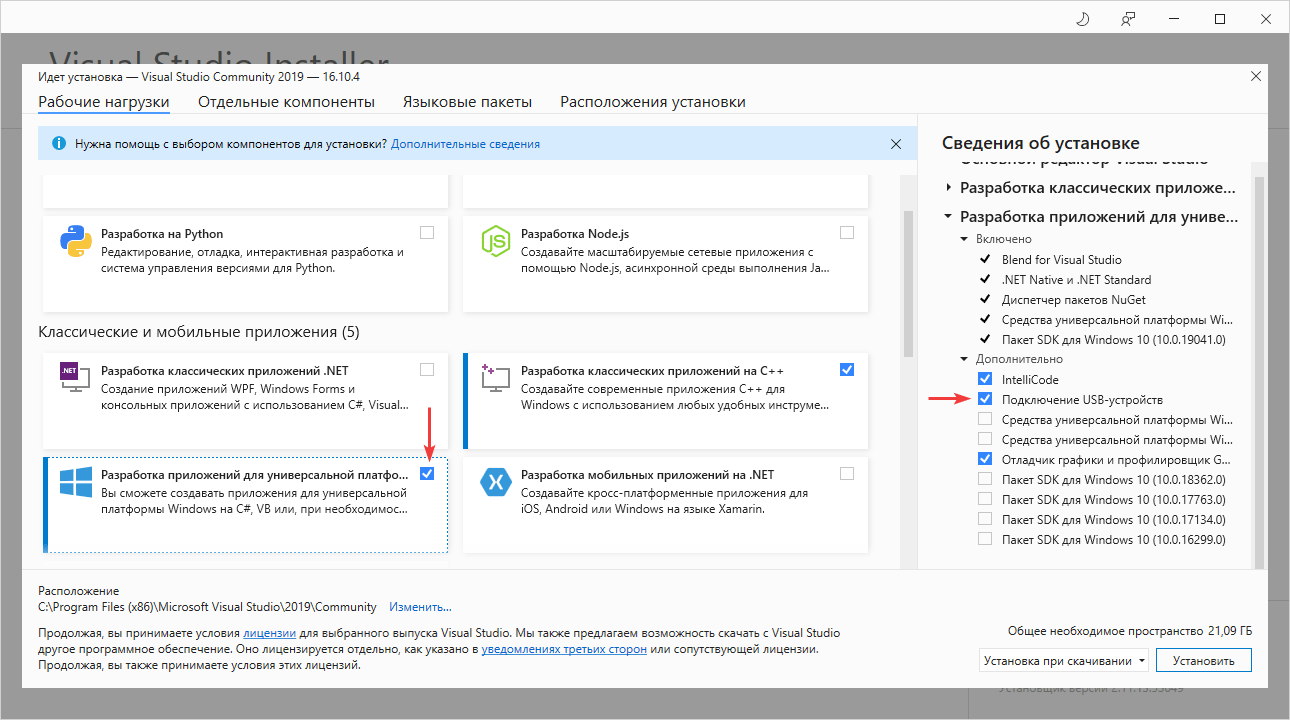 Visual Studio Installer
Идет установка — Visual Studio Community 2019 — 16.10.4
Рабочие нагрузки
Отдельные компоненты
Языковые пакеты
Расположения установки
Нужна помощь с выбором компонентов для установки? Дополнительные сведения
Разработка на Python
Редактирование, отладка, интерактивная разработка и
система управления версиями для Python.
JS
Разработка Node.js
Создавайте масштабируемые сетевые приложения с
помощью Node.js, асинхронной среды выполнения Ja...
Классические и мобильные приложения (5)
.NET
Разработка классических приложений .NET
Создание приложений WPF, Windows Forms и
консольных приложений с использованием C#, Visual...
Разработка классических приложений на C++
Создавайте современные приложения C++ для
Windows с использованием любых удобных инструме...
Разработка приложений для универсальной платфо...
Вы сможете создавать приложения для универсальной
платформы Windows на C#, VB или, при необходимос...
Разработка мобильных приложений на .NET
Создавайте кросс-платформенные приложения для
iOS, Android или Windows на языке Xamarin.
Сведения об установке
Основной редактор Visual Studio
Разработка классических приложе...
Разработка приложений для униве...
Включено
Blend for Visual Studio
.NET Native и .NET Standard
Диспетчер пакетов NuGet
Средства универсальной платформы Wi...
Пакет SDK для Windows 10 (10.0.19041.0)
Дополнительно
IntelliCode
Подключение USB-устройств
Средства универсальной платформы Wi...
Средства универсальной платформы Wi...
Отладчик графики и профилировщик G...
Пакет SDK для Windows 10 (10.0.18362.0)
Пакет SDK для Windows 10 (10.0.17763.0)
Пакет SDK для Windows 10 (10.0.17134.0)
Пакет SDK для Windows 10 (10.0.16299.0)
Расположение
C:\Program Files (x86)\Microsoft Visual Studio\2019\Community Изменить...
Продолжая, вы принимаете условия лицензии для выбранного выпуска Visual Studio. Мы также предлагаем возможность скачать с Visual Studio
другое программное обеспечение. Оно лицензируется отдельно, как указано в уведомлениях третьих сторон или сопутствующей лицензии.
Продолжая, вы также принимаете условия этих лицензий.
Общее необходимое пространство 21,09 ГБ
Установка при скачивании
Установить
Установщик версии